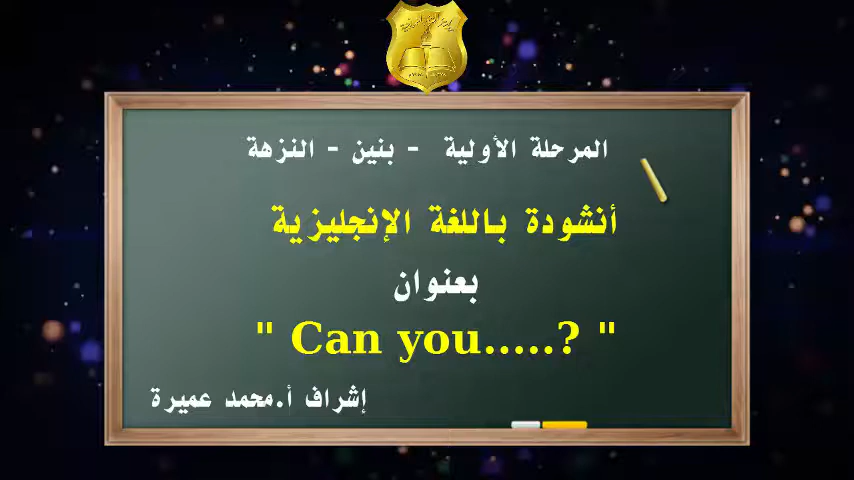 المرحلة الأولية - بنين - النزهة
أنشودة باللغة الإنجليزية
بعنوان
" Can you.....? "
إشراف أ.محمد عميرة